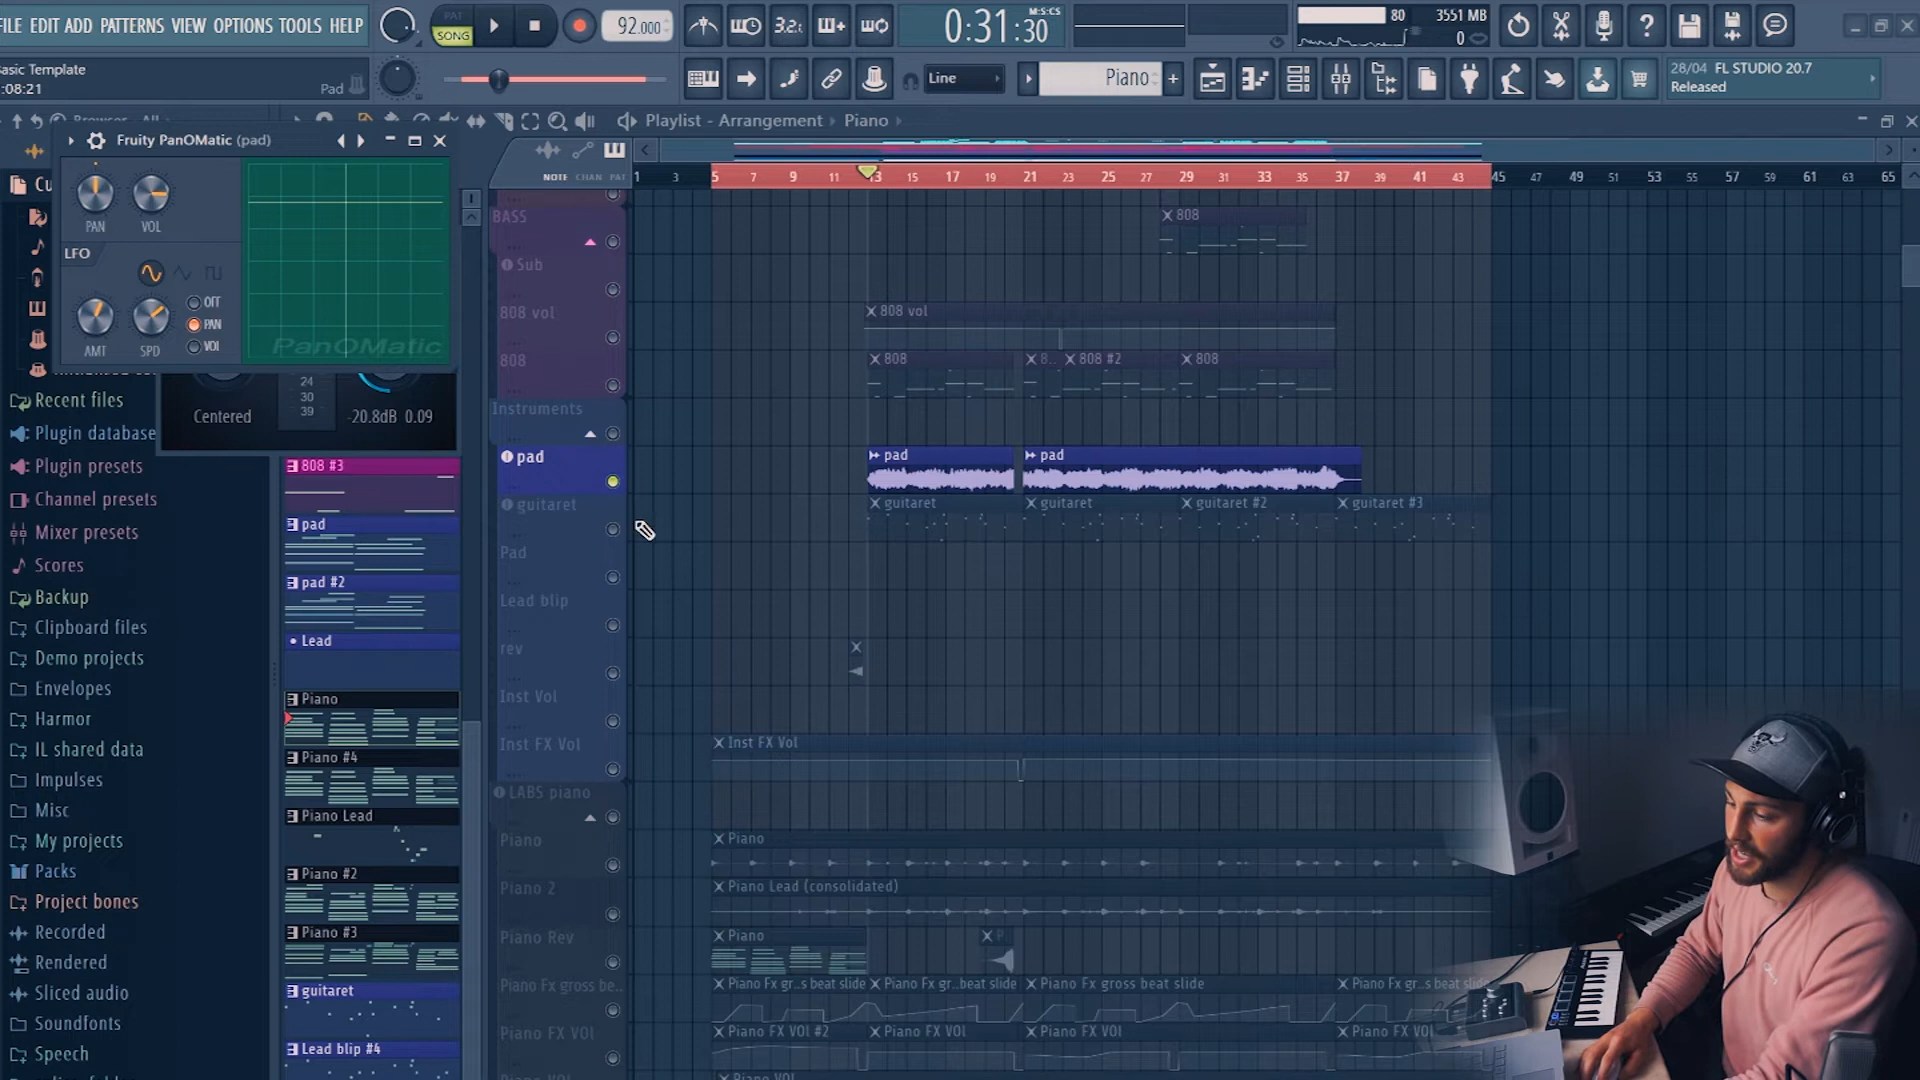 FILE EDIT ADD PATTERNS VIEW OPTIONS TOOLS HELP
PAT
SONG
92.000
3.2.
0:31:30
M:S:CS
80
3551 MB
0
Basic Template
:08:21
Pad
Line
Piano
28/04 FL STUDIO 20.7
Released
Browser - All
Playlist - Arrangement › Piano ›
Fruity PanOMatic (pad)
PAN
VOL
LFO
OFF
PAN
VOL
AMT
SPD
PanOMatic
Cu
24
30
39
Centered
-20.8dB 0.09
Recent files
Plugin database
Plugin presets
Channel presets
Mixer presets
Scores
Backup
Clipboard files
Demo projects
Envelopes
Harmor
IL shared data
Impulses
Misc
My projects
Packs
Project bones
Recorded
Rendered
Sliced audio
Soundfonts
Speech
808 #3
pad
pad #2
Lead
Piano
Piano #4
Piano Lead
Piano #2
Piano #3
guitaret
Lead blip #4
NOTE CHAN PAT
1 3 5 7 9 11 13 15 17 19 21 23 25 27 29 31 33 35 37 39 41 43 45 47 49 51 53 55 57 59 61 63 65
BASS
808
Sub
808 vol
808 vol
808
808
8..
808 #2
808
Instruments
pad
pad
pad
guitaret
guitaret
guitaret
guitaret #2
guitaret #3
Pad
Lead blip
rev
Inst Vol
Inst FX Vol
Inst FX Vol
LABS piano
Piano
Piano
Piano 2
Piano Lead (consolidated)
Piano Rev
Piano
P.
Piano Fx gross be...
Piano Fx gr..s beat slide
Piano Fx gr..beat slide
Piano Fx gross beat slide
Piano Fx gr..s beat slide
Piano FX VOl
Piano FX VOl #2
Piano FX VOl
Piano FX VOl
Piano FX VOl
Piano VOl